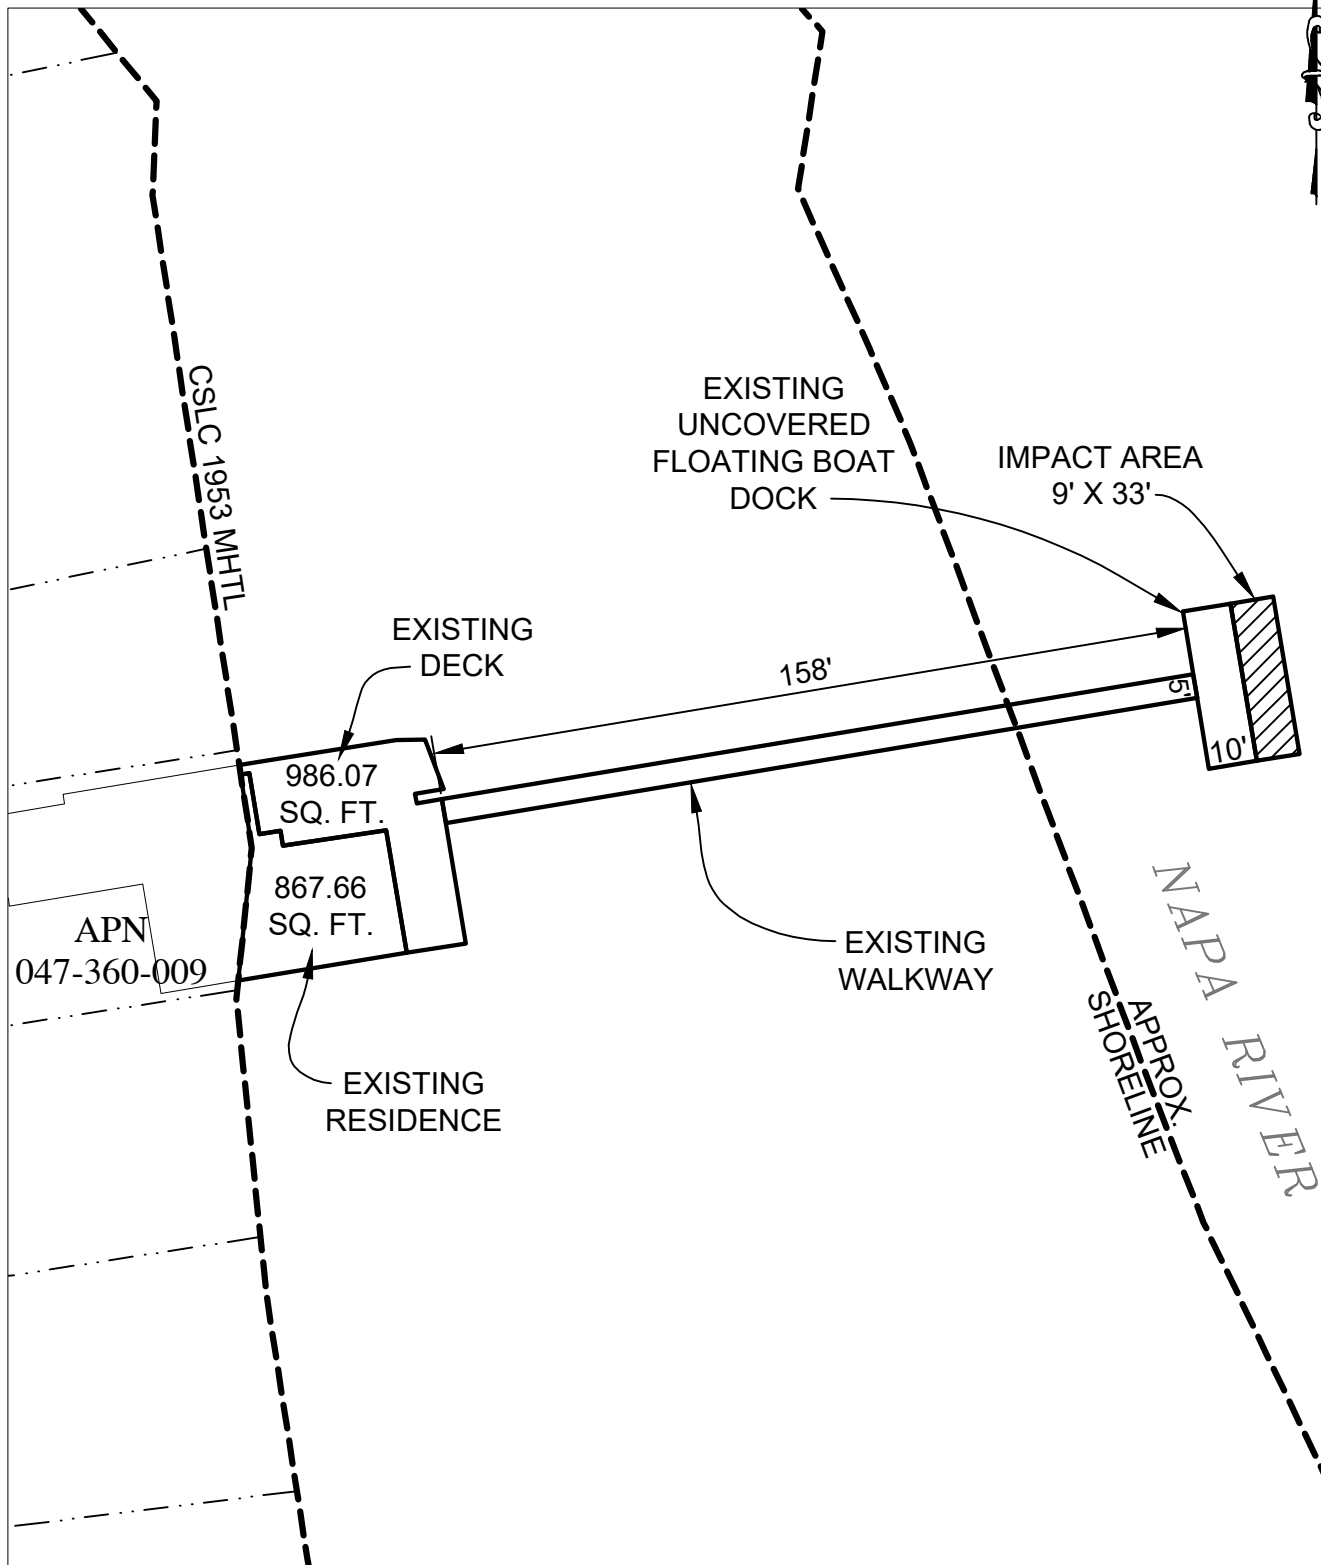 CSLC 1953 MHTL
EXISTING
UNCOVERED
FLOATING BOAT
DOCK
IMPACT AREA
9' X 33'
EXISTING
DECK
158'
5'
10'
986.07
SQ. FT.
867.66
SQ. FT.
APN
047-360-009
EXISTING
WALKWAY
EXISTING
RESIDENCE
NAPA RIVER
APPROX.
SHORELINE